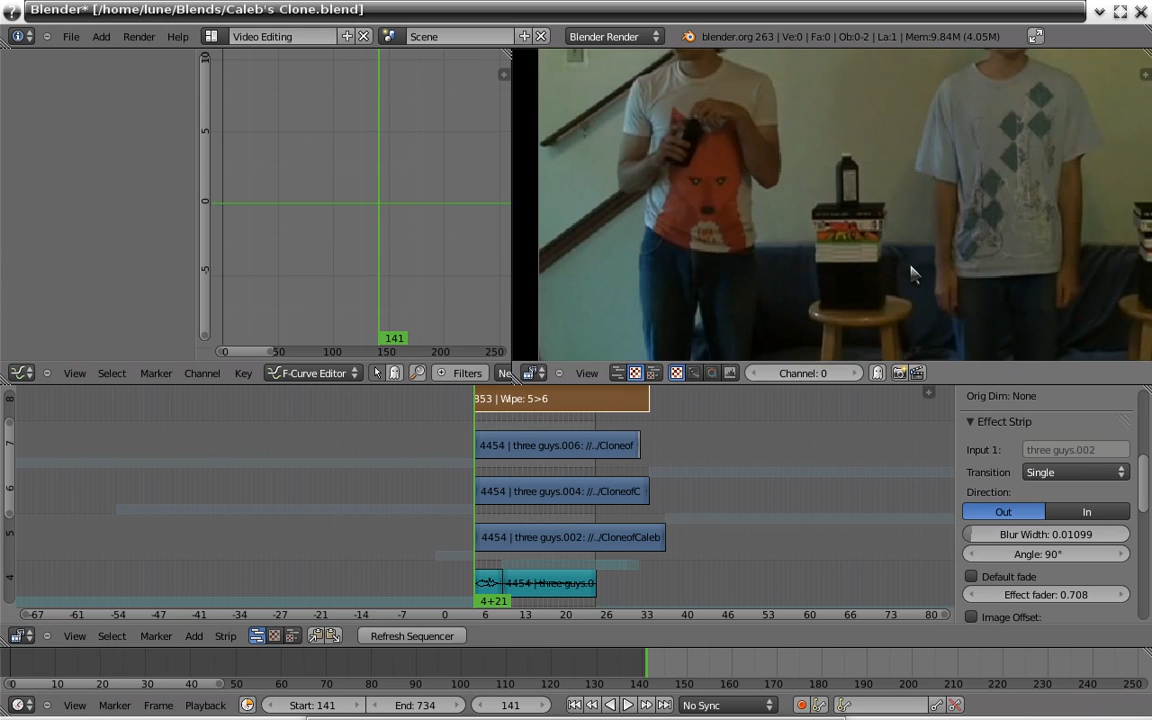 Blender* [/home/lune/Blends/Caleb's Clone.blend]
File Add Render Help Video Editing Scene Blender Render blender.org 263 | Ve:0 | Fa:0 | Ob:0-2 | La:1 | Mem:9.84M (4.05M)
10
5
0
-5
141
0 50 100 150 200 250
View Select Marker Channel Key F-Curve Editor Filters Ne View Channel: 0
8
7
6
5
4
353 | Wipe: 5>6
4454 | three guys.006: //../Cloneof
4454 | three guys.004: //../CloneofC
4454 | three guys.002: //../CloneofCaleb
4454 | three guys.0
4+21
-67 -60 -54 -47 -40 -34 -27 -20 -14 -7 0 6 13 20 26 33 40 46 53 60 66 73 80
Orig Dim: None
Effect Strip
Input 1: three guys.002
Transition Single
Direction:
Out In
Blur Width: 0.01099
Angle: 90°
Default fade
Effect fader: 0.708
Image Offset:
View Select Marker Add Strip Refresh Sequencer
0 10 20 30 40 50 60 70 80 90 100 110 120 130 140 150 160 170 180 190 200 210 220 230 240 250
View Marker Frame Playback Start: 141 End: 734 141 No Sync